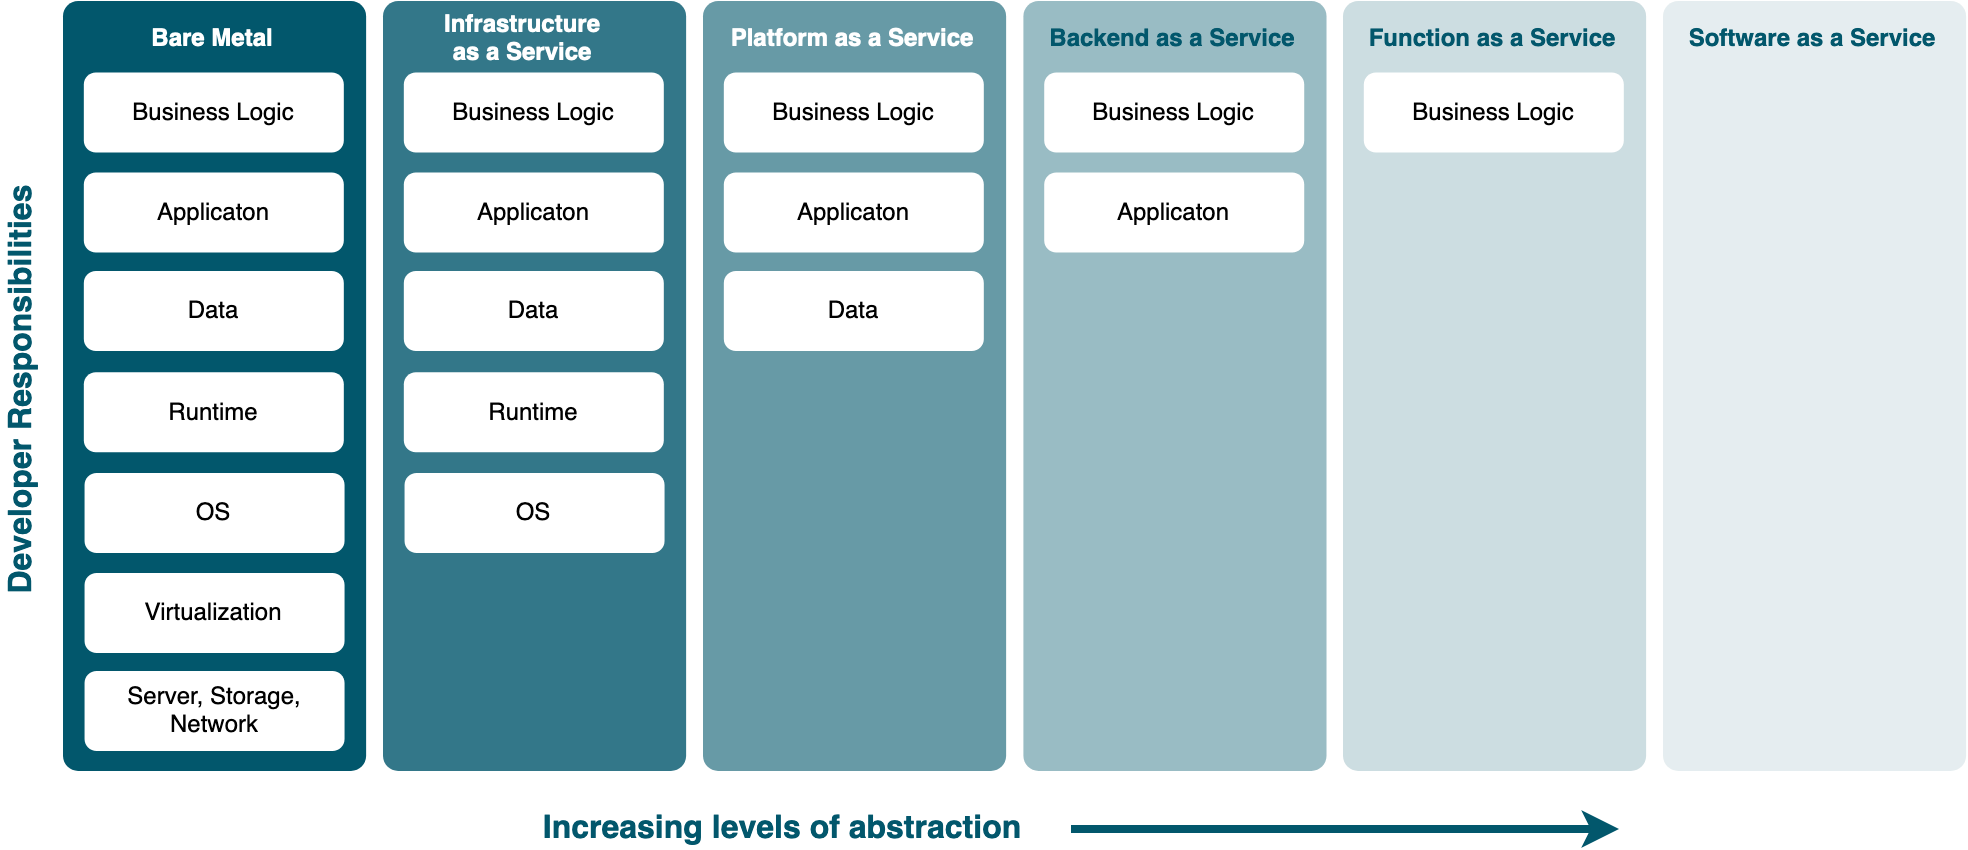 Developer Responsibilities
Bare Metal
Business Logic
Applicaton
Data
Runtime
OS
Virtualization
Server, Storage,
Network
Infrastructure
as a Service
Business Logic
Applicaton
Data
Runtime
OS
Platform as a Service
Business Logic
Applicaton
Data
Backend as a Service
Business Logic
Applicaton
Function as a Service
Business Logic
Software as a Service
Increasing levels of abstraction